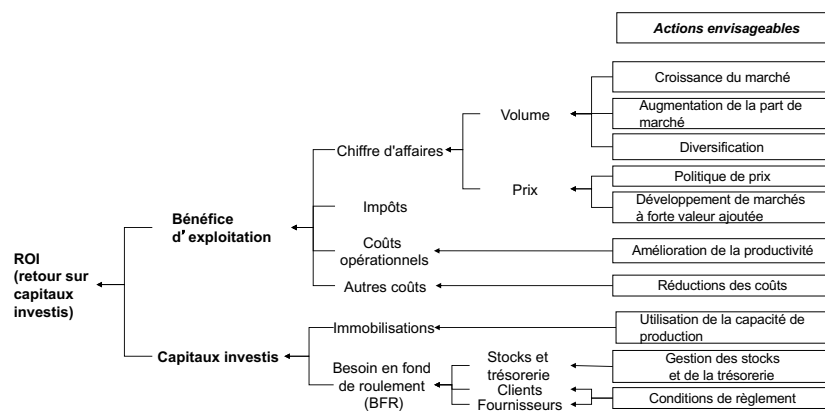 Actions envisageables
Croissance du marché
Augmentation de la part de
marché
Diversification
Politique de prix
Développement de marchés
à forte valeur ajoutée
Amélioration de la productivité
Réductions des coûts
Utilisation de la capacité de
production
Gestion des stocks
et de la trésorerie
Conditions de règlement
Volume
Prix
Stocks et
trésorerie
Clients
Fournisseurs
Chiffre d'affaires
Impôts
Coûts
opérationnels
Autres coûts
Immobilisations
Besoin en fond
de roulement
(BFR)
Bénéfice
d’exploitation
Capitaux investis
ROI
(retour sur
capitaux
investis)